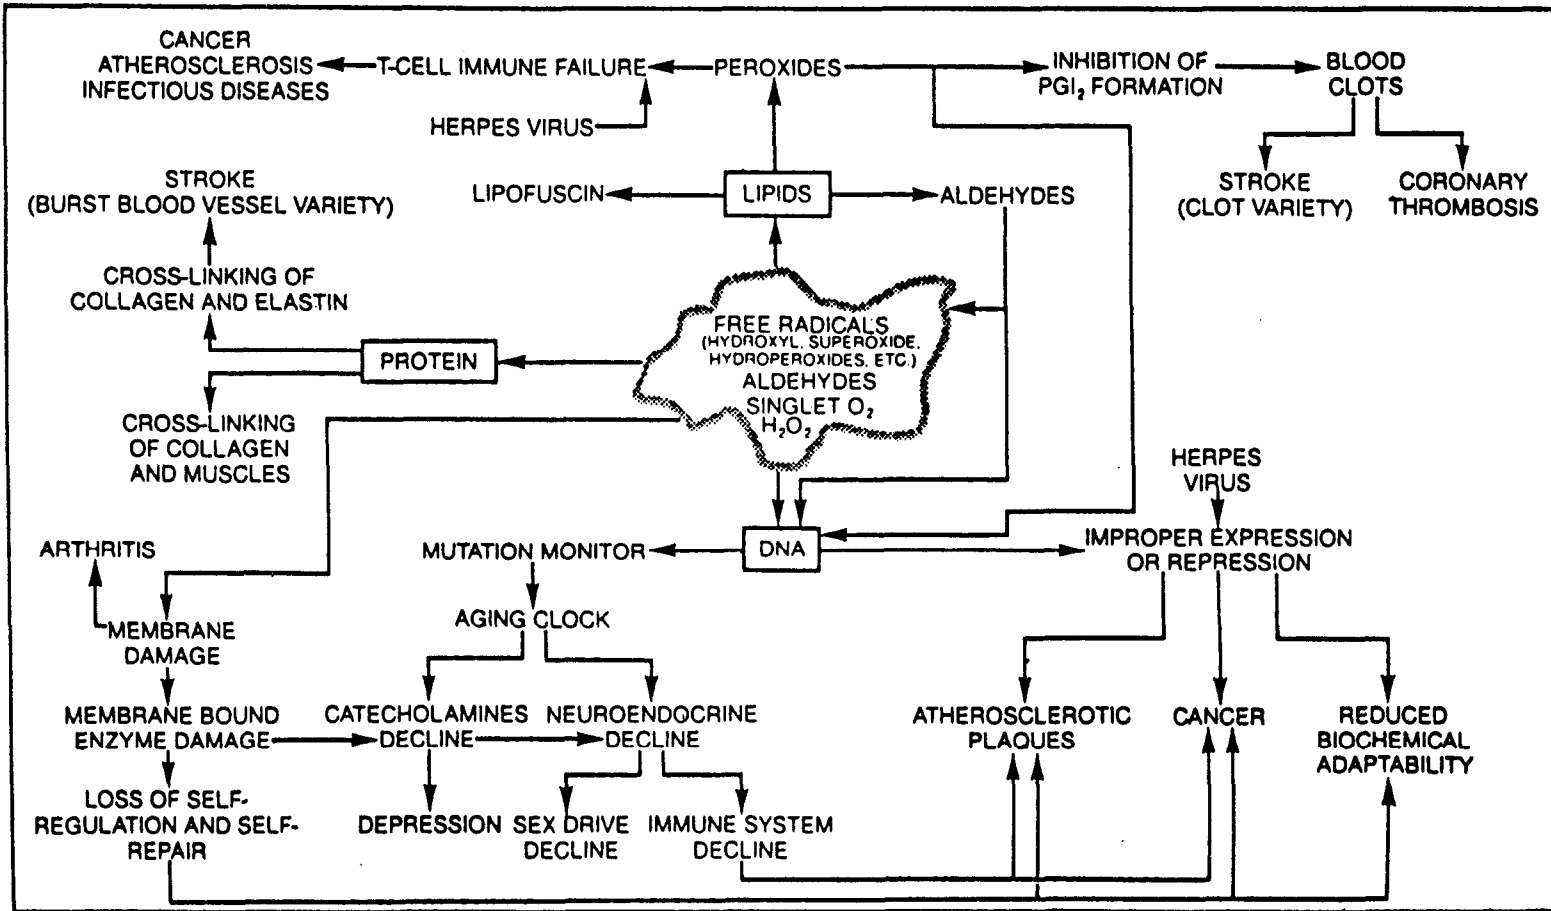 CANCER
ATHEROSCLEROSIS
INFECTIOUS DISEASES
T-CELL IMMUNE FAILURE
PEROXIDES
INHIBITION OF
PGI₂ FORMATION
BLOOD
CLOTS
HERPES VIRUS
STROKE
(BURST BLOOD VESSEL VARIETY)
LIPOFUSCIN
LIPIDS
ALDEHYDES
STROKE
(CLOT VARIETY)
CORONARY
THROMBOSIS
CROSS-LINKING OF
COLLAGEN AND ELASTIN
FREE RADICALS
(HYDROXYL, SUPEROXIDE,
HYDROPEROXIDES, ETC.)
ALDEHYDES
SINGLET O₂
H₂O₂
PROTEIN
CROSS-LINKING
OF COLLAGEN
AND MUSCLES
HERPES
VIRUS
ARTHRITIS
MUTATION MONITOR
DNA
IMPROPER EXPRESSION
OR REPRESSION
AGING CLOCK
MEMBRANE
DAMAGE
MEMBRANE BOUND
ENZYME DAMAGE
CATECHOLAMINES
DECLINE
NEUROENDOCRINE
DECLINE
ATHEROSCLEROTIC
PLAQUES
CANCER
REDUCED
BIOCHEMICAL
ADAPTABILITY
LOSS OF SELF-
REGULATION AND SELF-
REPAIR
DEPRESSION
SEX DRIVE
DECLINE
IMMUNE SYSTEM
DECLINE